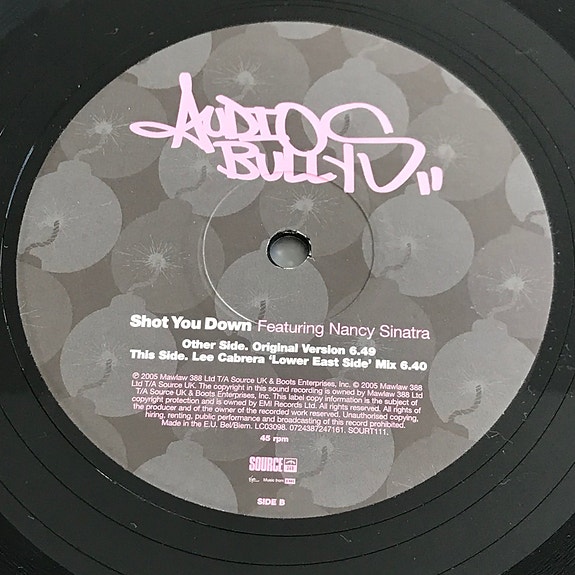 AUDIO
BULLYS
Shot You Down Featuring Nancy Sinatra
Other Side. Original Version 6.49
This Side. Lee Cabrera ‘Lower East Side’ Mix 6.40
℗ 2005 Mawlaw 388 Ltd T/A Source UK & Boots Enterprises, Inc. © 2005 Mawlaw 388
Ltd T/A Source UK. The copyright in this sound recording is owned by Mawlaw 388 Ltd
T/A Source UK & Boots Enterprises, Inc. This label copy information is the subject of
copyright protection and is owned by EMI Records Ltd. All rights reserved. All rights of
the producer and of the owner of the recorded work reserved. Unauthorised copying,
hiring, renting, public performance and broadcasting of this record prohibited.
Made in the E.U. Bel/Biem. LC03098. 0724387247161. SOURT111.
45 rpm
SOURCE
Music from EMI
SIDE B